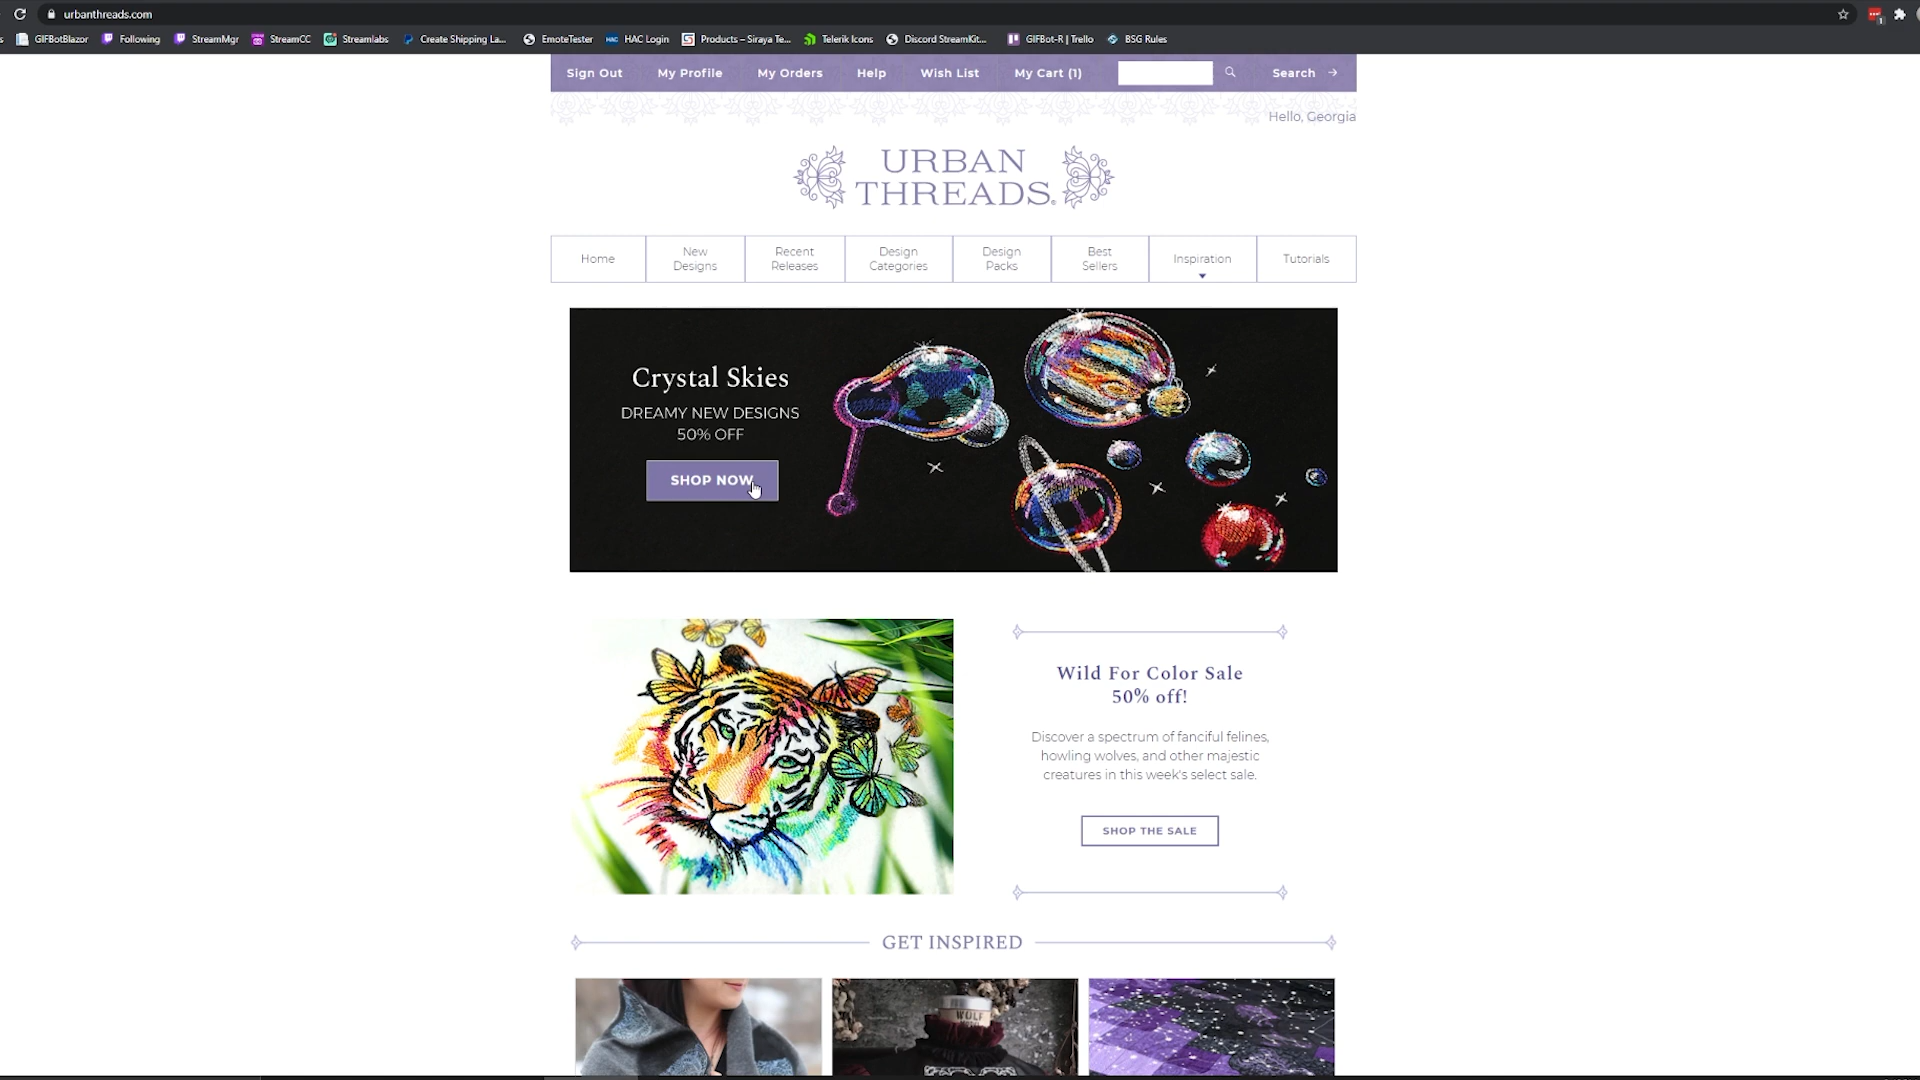 urbanthreads.com
GIFBotBlazor Following StreamMgr StreamCC Streamlabs Create Shipping La... EmoteTester HAC Login Products – Siraya Te... Telerik Icons Discord StreamKit... GIFBot-R | Trello BSG Rules
Sign Out My Profile My Orders Help Wish List My Cart (1) Search
Hello, Georgia
URBAN
THREADS®
Home New Designs Recent Releases Design Categories Design Packs Best Sellers Inspiration Tutorials
Crystal Skies
DREAMY NEW DESIGNS
50% OFF
SHOP NOW
Wild For Color Sale
50% off!
Discover a spectrum of fanciful felines,
howling wolves, and other majestic
creatures in this week's select sale.
SHOP THE SALE
GET INSPIRED
WOLF